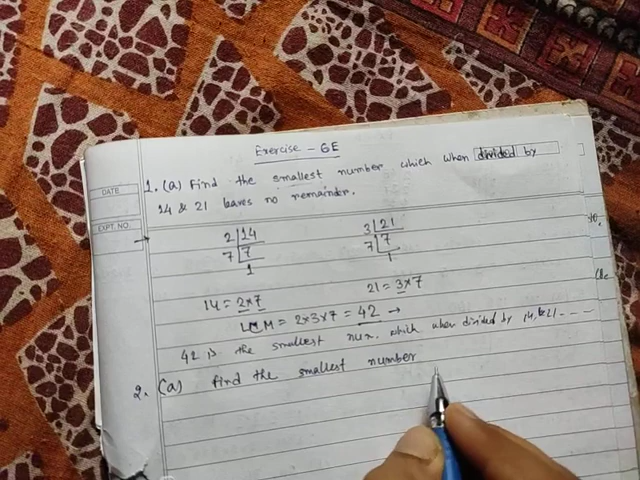 Exercise - 6E
DATE
EXPT. NO.
1. (a) Find the smallest number which when divided by
14 & 21 leaves no remainder.
2 14 3 21
7 7 7 7
1 1
14 = 2×7 21 = 3×7
LCM = 2×3×7 = 42 →
42 is the smallest num. which when divided by 14, & 21 - - -
2. (a) Find the smallest number